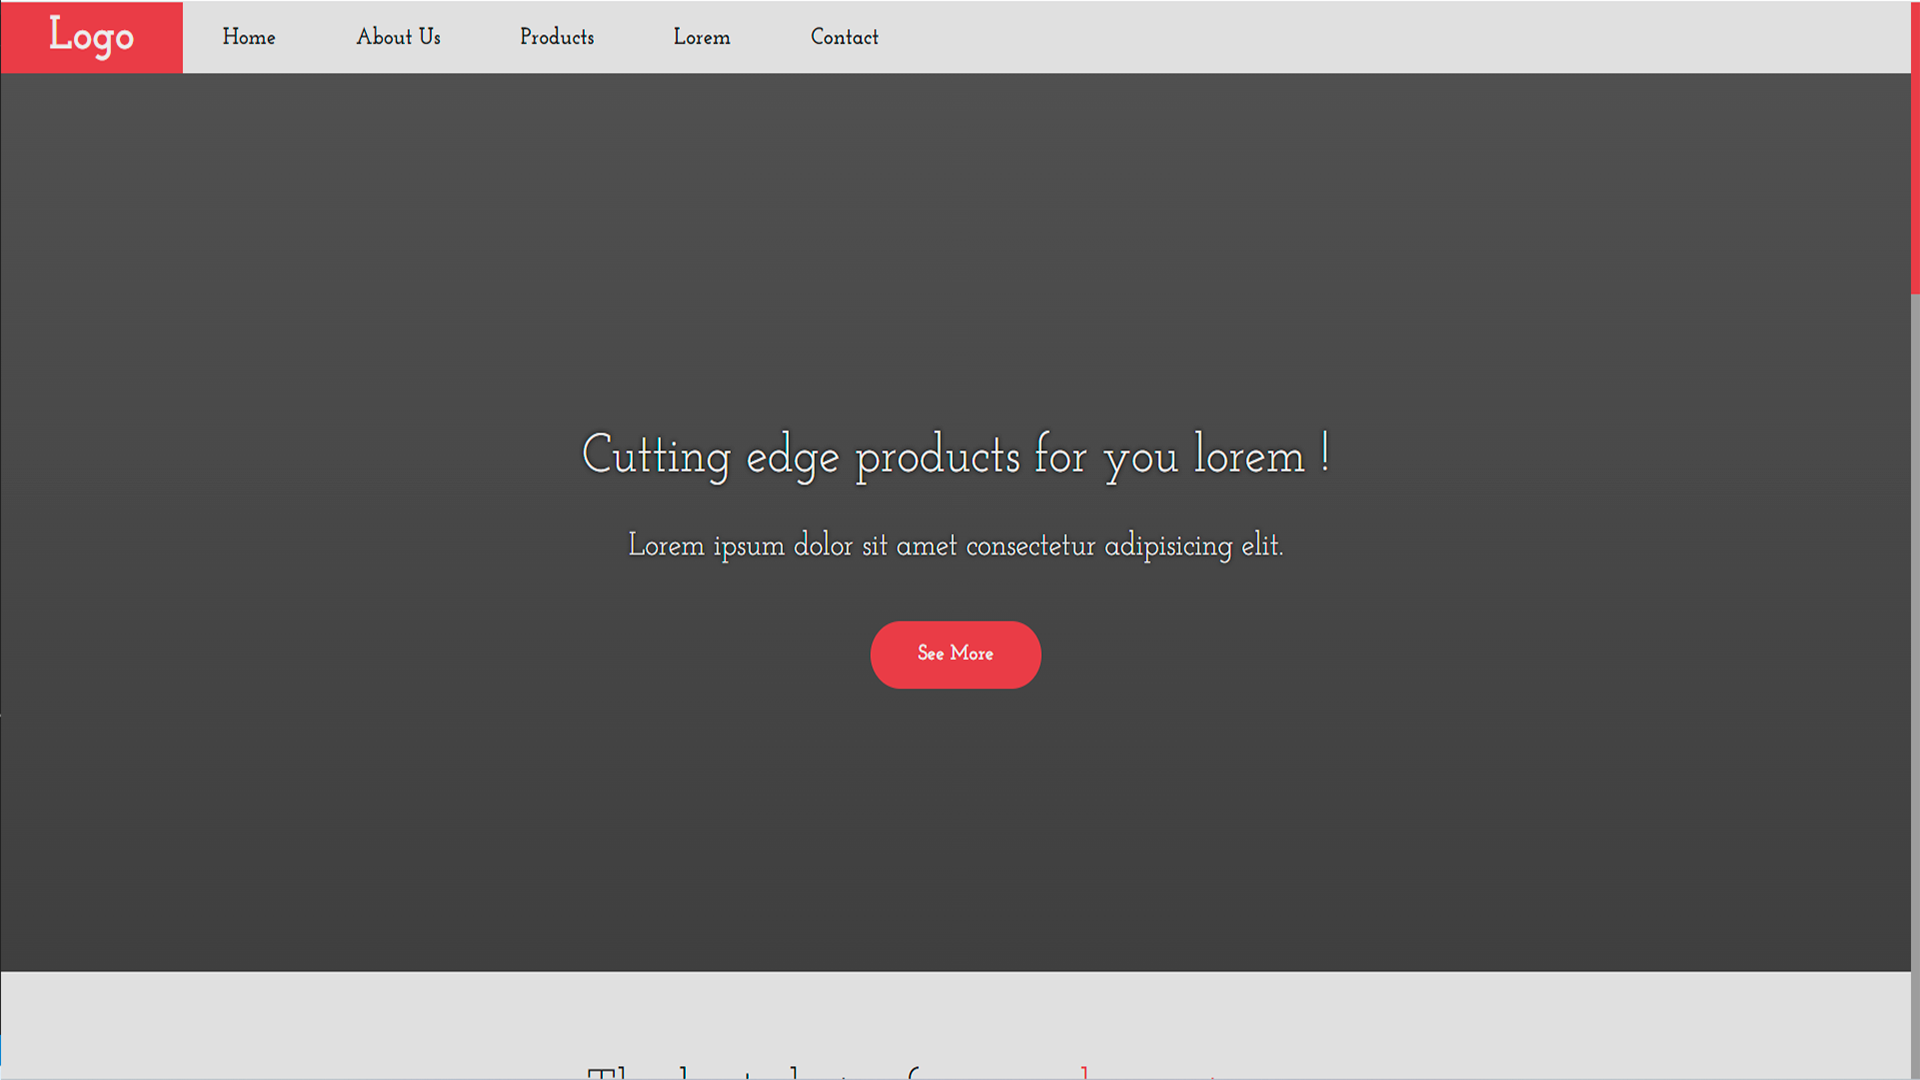 Logo
Home
About Us
Products
Lorem
Contact
Cutting edge products for you lorem !
Lorem ipsum dolor sit amet consectetur adipisicing elit.
See More